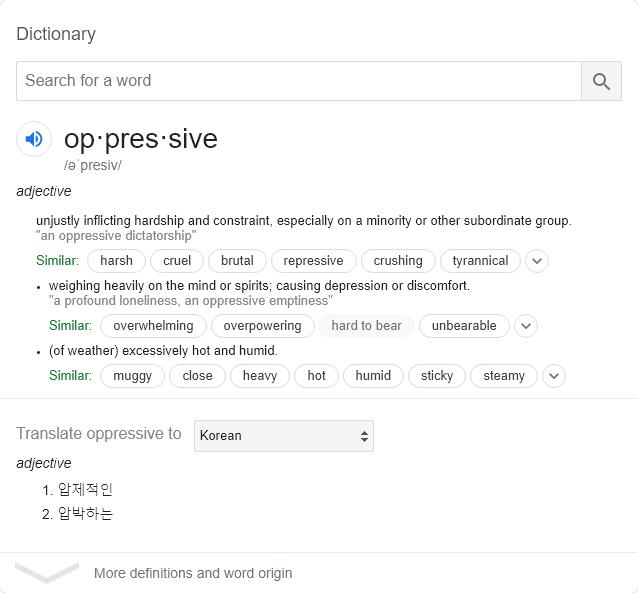 Dictionary
Search for a word
op·pres·sive
/əˈpresiv/
adjective
unjustly inflicting hardship and constraint, especially on a minority or other subordinate group.
"an oppressive dictatorship"
Similar: harsh cruel brutal repressive crushing tyrannical
• weighing heavily on the mind or spirits; causing depression or discomfort.
"a profound loneliness, an oppressive emptiness"
Similar: overwhelming overpowering hard to bear unbearable
• (of weather) excessively hot and humid.
Similar: muggy close heavy hot humid sticky steamy
Translate oppressive to Korean
adjective
1. 압제적인
2. 압박하는
More definitions and word origin